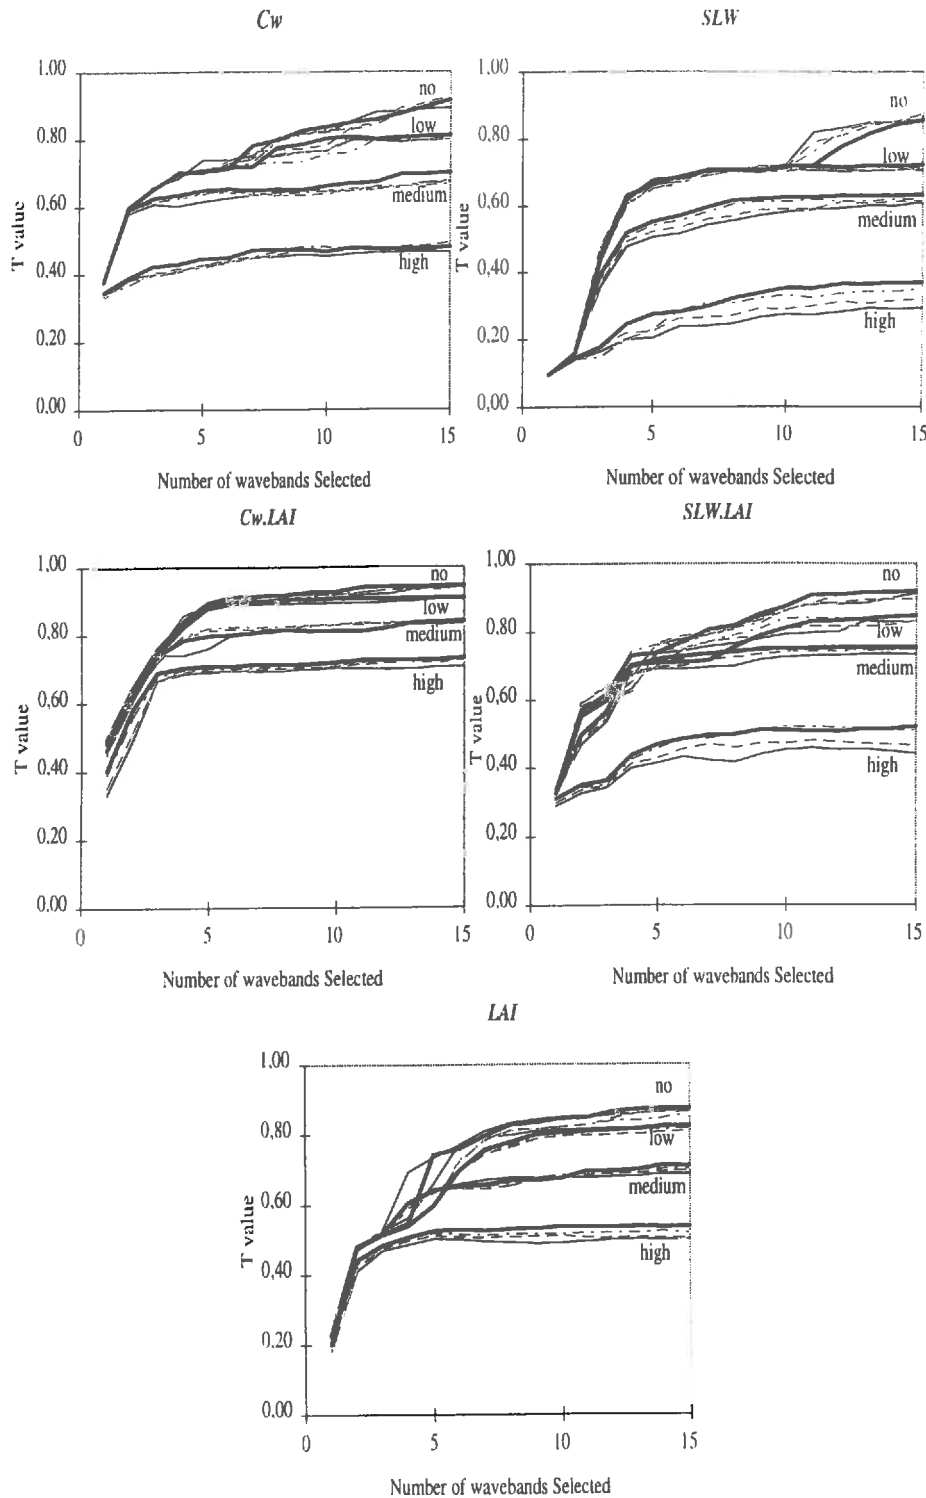 Cw
1.00
0.80
0.60
0.40
0.20
0.00
T value
no
low
medium
high
0
5
10
15
Number of wavebands Selected
SLW
1.00
0.80
0.60
0.40
0.20
0.00
T value
no
low
medium
high
0
5
10
15
Number of wavebands Selected
Cw.LAI
1.00
0.80
0.60
0.40
0.20
0.00
T value
no
low
medium
high
0
5
10
15
Number of wavebands Selected
SLW.LAI
1.00
0.80
0.60
0.40
0.20
0.00
T value
no
low
medium
high
0
5
10
15
Number of wavebands Selected
LAI
1.00
0.80
0.60
0.40
0.20
0.00
T value
no
low
medium
high
0
5
10
15
Number of wavebands Selected